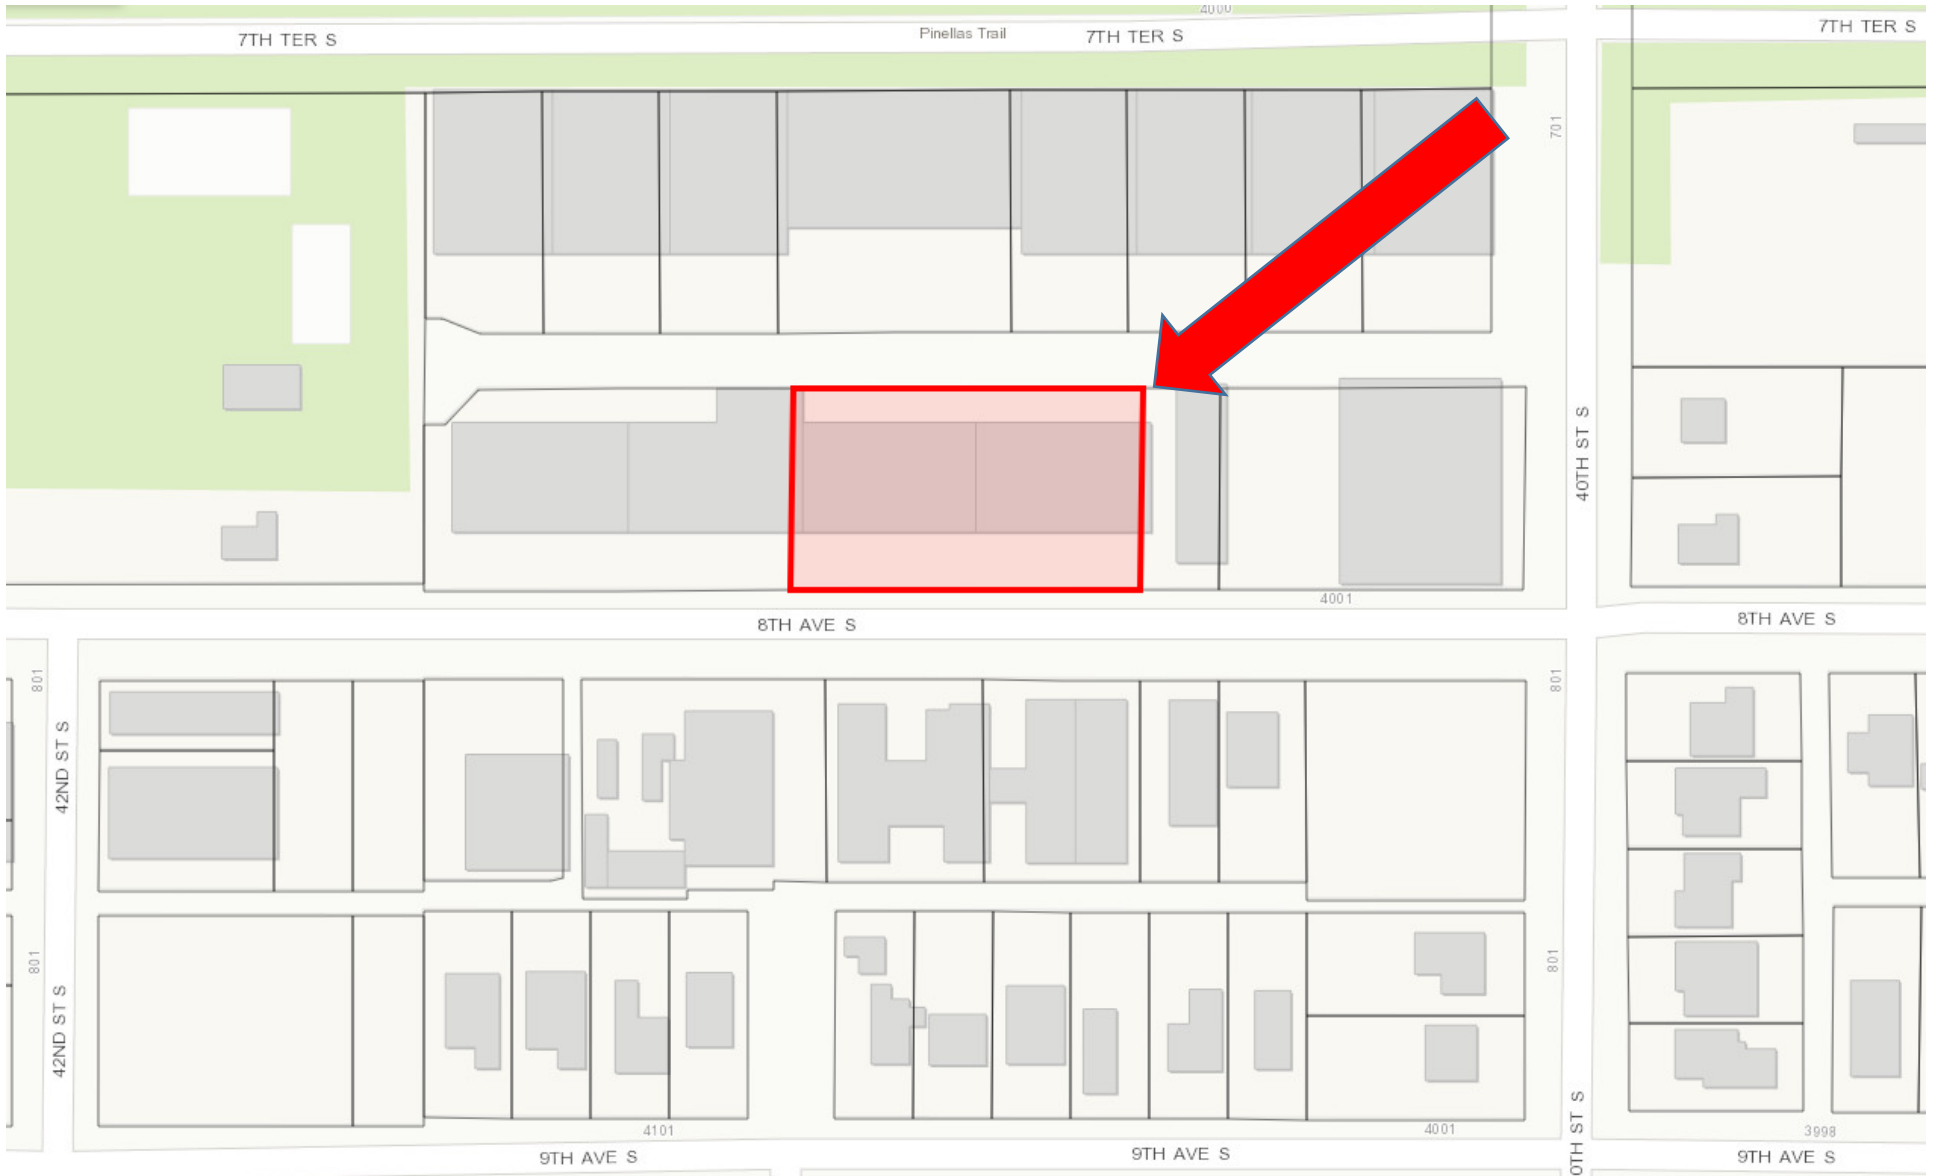 4000
7TH TER S
Pinellas Trail
7TH TER S
7TH TER S
701
40TH ST S
4001
8TH AVE S
8TH AVE S
801
801
42ND ST S
801
801
42ND ST S
4101
4001
3998
0TH ST S
9TH AVE S
9TH AVE S
9TH AVE S